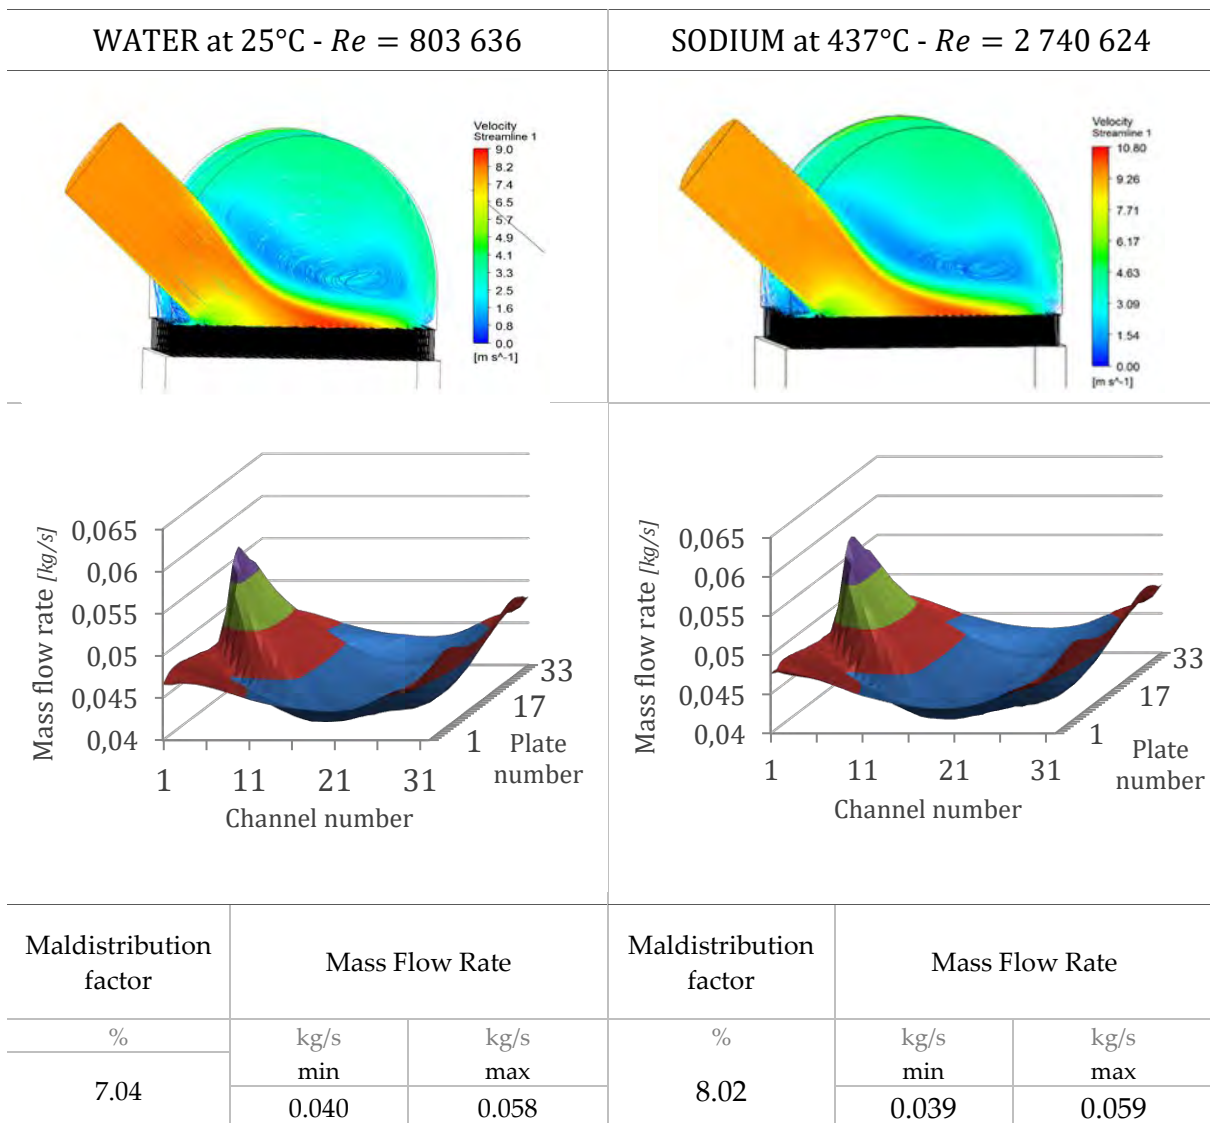 WATER at 25°C - Re = 803 636
SODIUM at 437°C - Re = 2 740 624
Velocity
Streamline 1
9.0
8.2
7.4
6.5
5.7
4.9
4.1
3.3
2.5
1.6
0.8
0.0
[m s^-1]
Velocity
Streamline 1
10.80
9.26
7.71
6.17
4.63
3.09
1.54
0.00
[m s^-1]
Mass flow rate [kg/s]
0,065
0,06
0,055
0,05
0,045
0,04
1
11
21
31
Channel number
1
17
33
Plate
number
Mass flow rate [kg/s]
0,065
0,06
0,055
0,05
0,045
0,04
1
11
21
31
Channel number
1
17
33
Plate
number
Maldistribution
factor
Mass Flow Rate
Maldistribution
factor
Mass Flow Rate
% kg/s kg/s % kg/s kg/s
7.04 min max 8.02 min max
0.040 0.058 0.039 0.059